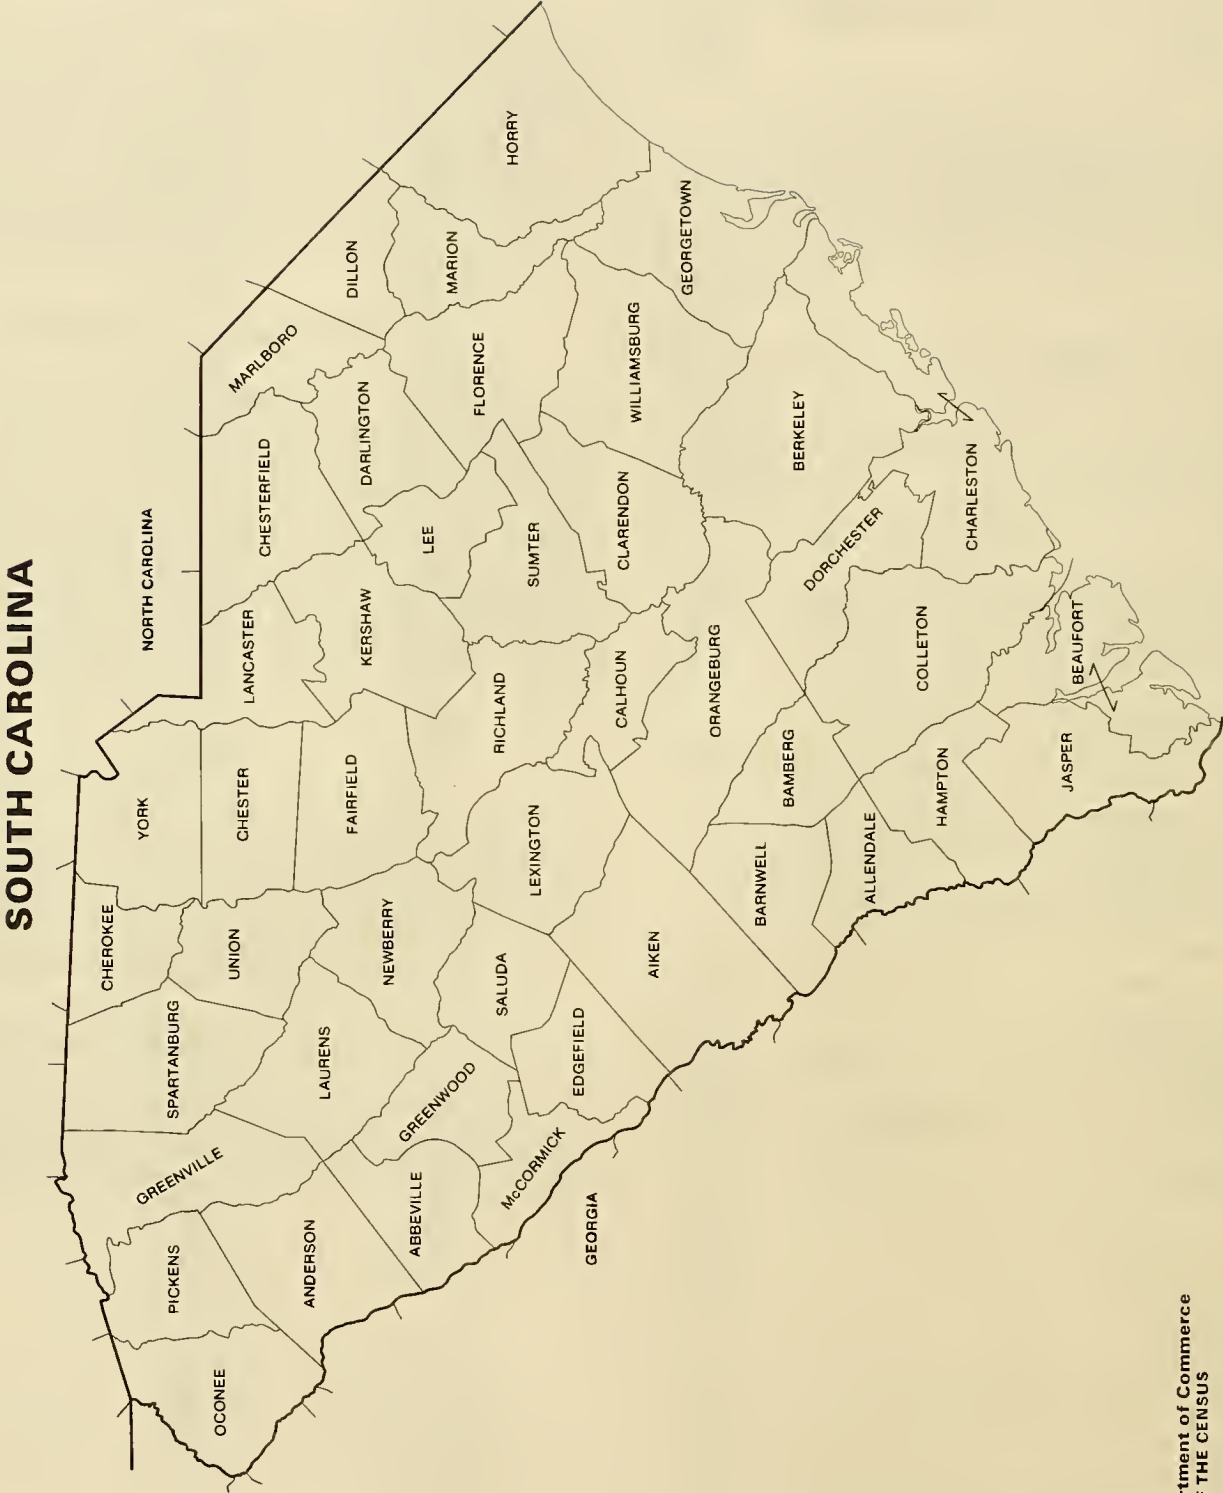 SOUTH CAROLINA
NORTH CAROLINA
GEORGIA
OCONEE
PICKENS
GREENVILLE
SPARTANBURG
CHEROKEE
YORK
ANDERSON
LAURENS
UNION
CHESTER
LANCASTER
CHESTERFIELD
MARLBORO
ABBEVILLE
GREENWOOD
NEWBERRY
FAIRFIELD
KERSHAW
DARLINGTON
DILLON
McCORMICK
EDGEFIELD
SALUDA
LEXINGTON
RICHLAND
LEE
FLORENCE
MARION
HORRY
AIKEN
CALHOUN
SUMTER
CLARENDON
WILLIAMSBURG
GEORGETOWN
BARNWELL
BAMBERG
ORANGEBURG
BERKELEY
ALLENDALE
HAMPTON
COLLETON
DORCHESTER
CHARLESTON
JASPER
BEAUFORT
rtment of Commerce
THE CENSUS